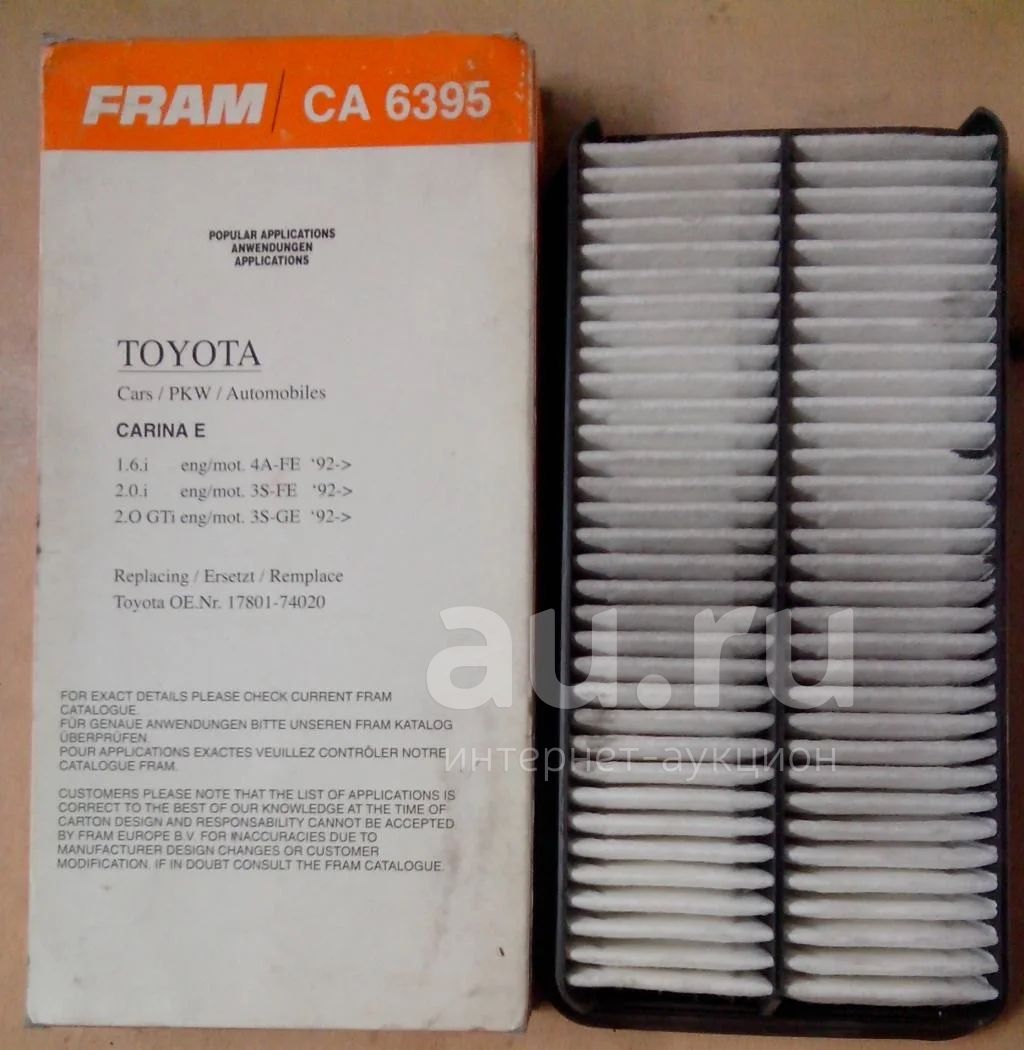 FRAM / CA 6395
POPULAR APPLICATIONS
ANWENDUNGEN
APPLICATIONS
TOYOTA
Cars / PKW / Automobiles
CARINA E
1.6.i eng/mot. 4A-FE '92->
2.0.i eng/mot. 3S-FE '92->
2.O GTi eng/mot. 3S-GE '92->
Replacing / Ersetzt / Remplace
Toyota OE.Nr. 17801-74020
FOR EXACT DETAILS PLEASE CHECK CURRENT FRAM
CATALOGUE.
FÜR GENAUE ANWENDUNGEN BITTE UNSEREN FRAM KATALOG
ÜBERPRÜFEN.
POUR APPLICATIONS EXACTES VEUILLEZ CONTRÔLER NOTRE
CATALOGUE FRAM.
CUSTOMERS PLEASE NOTE THAT THE LIST OF APPLICATIONS IS
CORRECT TO THE BEST OF OUR KNOWLEDGE AT THE TIME OF
CARTON DESIGN AND RESPONSABILITY CANNOT BE ACCEPTED
BY FRAM EUROPE B.V. FOR INACCURACIES DUE TO
MANUFACTURER DESIGN CHANGES OR CUSTOMER
MODIFICATION. IF IN DOUBT CONSULT THE FRAM CATALOGUE.
au.ru
интернет-аукцион